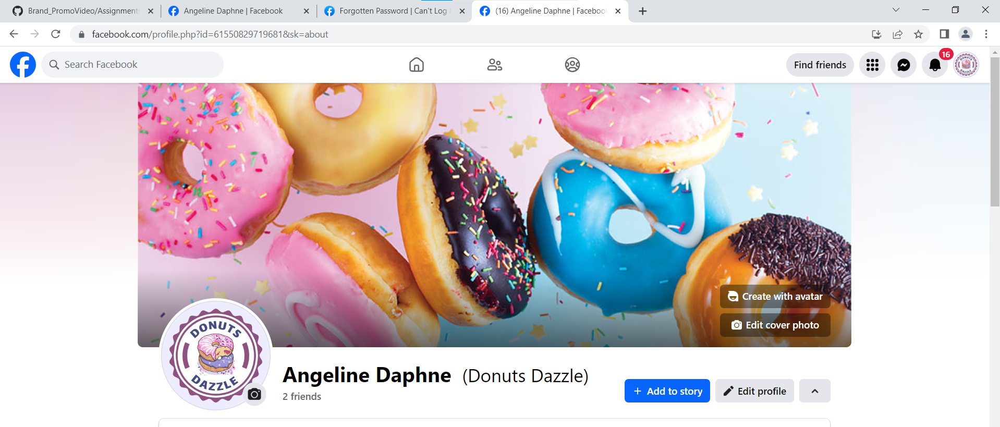 Brand_PromoVideo/Assignment
Angeline Daphne | Facebook
Forgotten Password | Can't Log
(16) Angeline Daphne | Facebook
facebook.com/profile.php?id=61550829719681&sk=about
Search Facebook
Find friends
16
Create with avatar
Edit cover photo
DONUTS
DAZZLE
Angeline Daphne (Donuts Dazzle)
2 friends
Add to story
Edit profile